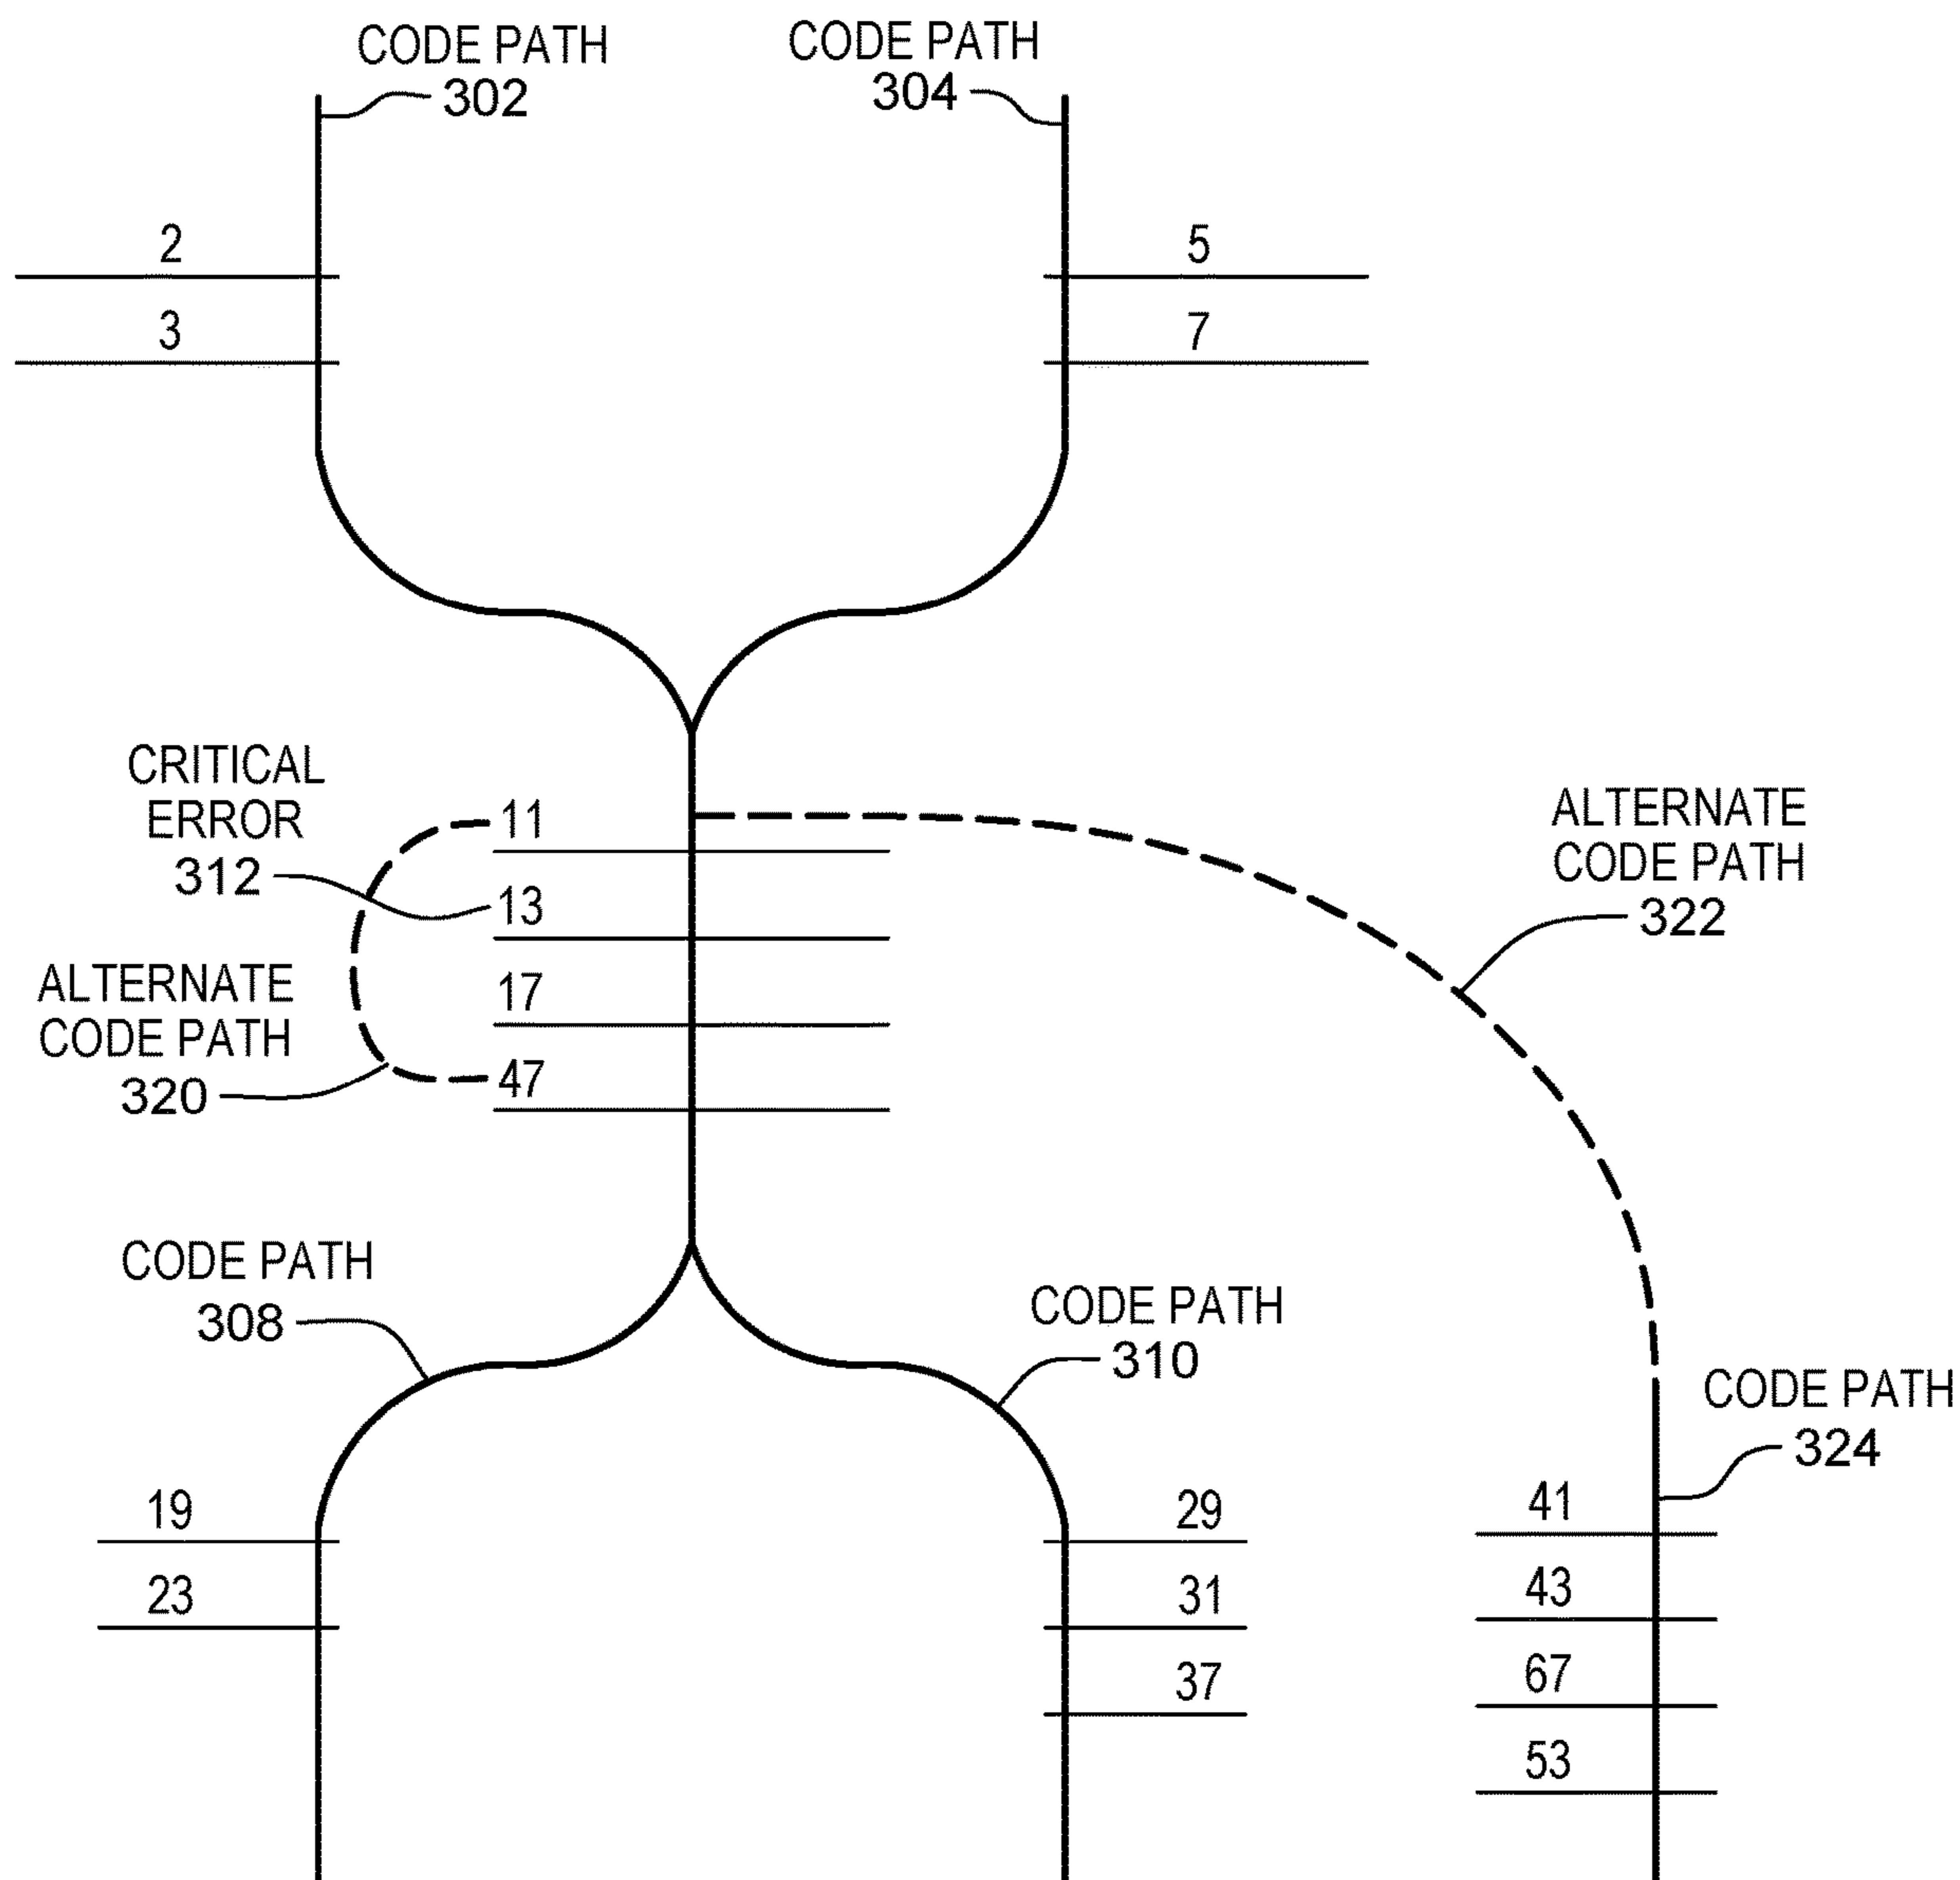 CODE PATH
302
CODE PATH
304
2
3
5
7
CRITICAL
ERROR
312
11
13
17
47
ALTERNATE
CODE PATH
320
ALTERNATE
CODE PATH
322
CODE PATH
308
CODE PATH
310
CODE PATH
324
19
23
29
31
37
41
43
67
53